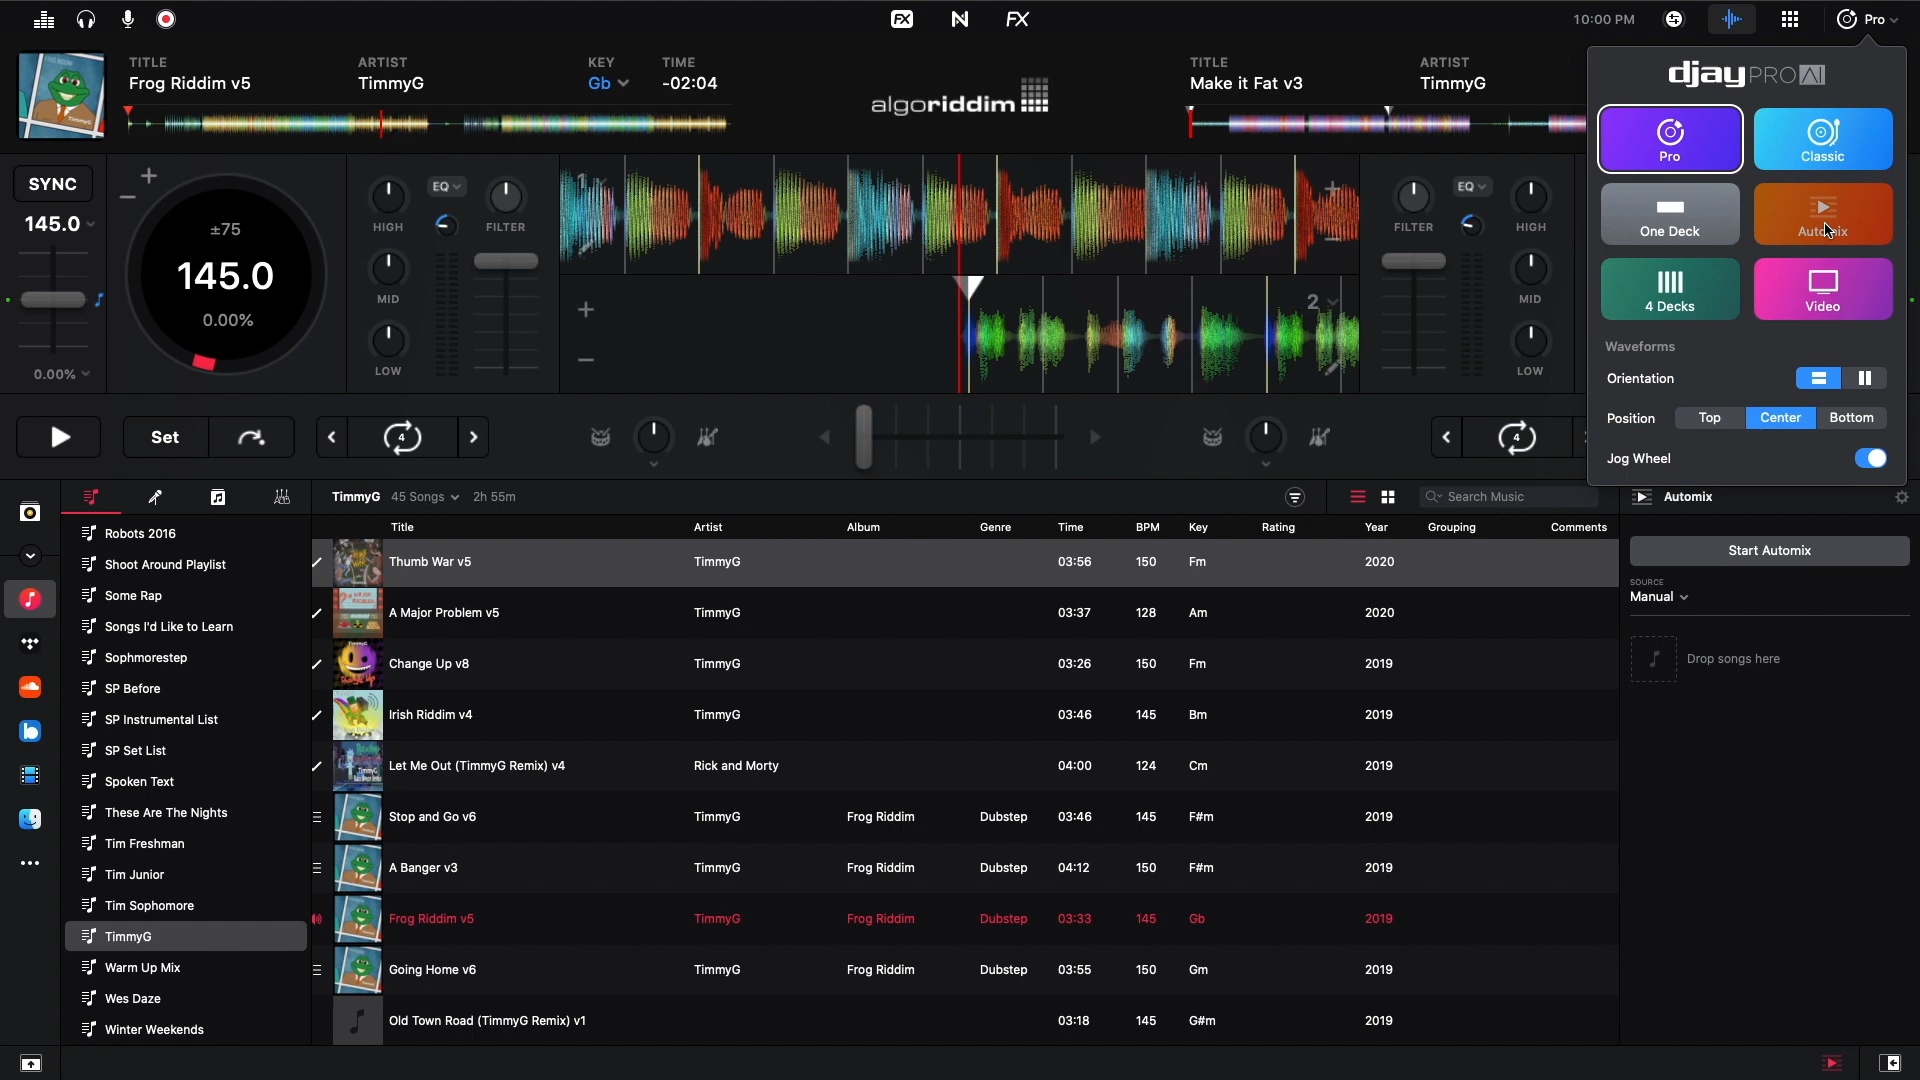 FX
FX
10:00 PM
Pro
TITLE
Frog Riddim v5
ARTIST
TimmyG
KEY
Gb
TIME
-02:04
algoriddim
TITLE
Make it Fat v3
ARTIST
TimmyG
djay PRO AI
Pro
Classic
One Deck
4 Decks
Video
Waveforms
Orientation
Position
Top
Center
Bottom
Jog Wheel
SYNC
145.0
0.00%
±75
145.0
0.00%
HIGH
EQ
FILTER
MID
LOW
1
2
FILTER
EQ
HIGH
MID
LOW
Set
4
4
TimmyG 45 Songs 2h 55m
Search Music
Automix
Robots 2016
Shoot Around Playlist
Some Rap
Songs I'd Like to Learn
Sophmorestep
SP Before
SP Instrumental List
SP Set List
Spoken Text
These Are The Nights
Tim Freshman
Tim Junior
Tim Sophomore
TimmyG
Warm Up Mix
Wes Daze
Winter Weekends
Title Artist Album Genre Time BPM Key Rating Year Grouping Comments
Thumb War v5 TimmyG 03:56 150 Fm 2020
A Major Problem v5 TimmyG 03:37 128 Am 2020
Change Up v8 TimmyG 03:26 150 Fm 2019
Irish Riddim v4 TimmyG 03:46 145 Bm 2019
Let Me Out (TimmyG Remix) v4 Rick and Morty 04:00 124 Cm 2019
Stop and Go v6 TimmyG Frog Riddim Dubstep 03:46 145 F#m 2019
A Banger v3 TimmyG Frog Riddim Dubstep 04:12 150 F#m 2019
Frog Riddim v5 TimmyG Frog Riddim Dubstep 03:33 145 Gb 2019
Going Home v6 TimmyG Frog Riddim Dubstep 03:55 150 Gm 2019
Old Town Road (TimmyG Remix) v1 03:18 145 G#m 2019
Start Automix
SOURCE
Manual
Drop songs here